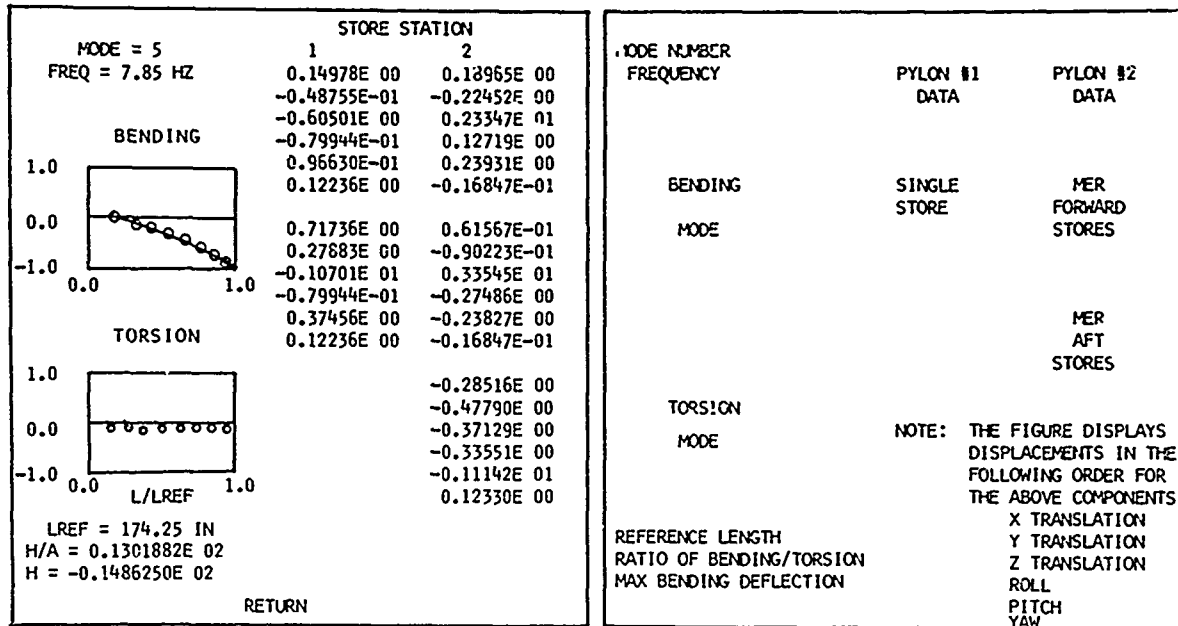 STORE STATION
MODE = 5 1 2
FREQ = 7.85 HZ 0.14978E 00 0.18965E 00
-0.48755E-01 -0.22452E 00
-0.60501E 00 0.23347E 01
BENDING -0.79944E-01 0.12719E 00
0.96630E-01 0.23931E 00
1.0 0.12236E 00 -0.16847E-01
0.0 0.71736E 00 0.61567E-01
0.27883E 00 -0.90223E-01
-1.0 -0.10701E 01 0.33545E 01
0.0 1.0 -0.79944E-01 -0.27486E 00
0.37456E 00 -0.23827E 00
TORSION 0.12236E 00 -0.16847E-01
1.0 -0.28516E 00
-0.47790E 00
0.0 -0.37129E 00
-0.33551E 00
-1.0 -0.11142E 01
0.0 L/LREF 1.0 0.12330E 00
LREF = 174.25 IN
H/A = 0.1301882E 02
H = -0.1486250E 02
RETURN
MODE NUMBER
FREQUENCY PYLON #1 PYLON #2
DATA DATA
BENDING SINGLE MER
STORE FORWARD
MODE STORES
MER
AFT
STORES
TORSION
MODE
NOTE: THE FIGURE DISPLAYS
DISPLACEMENTS IN THE
FOLLOWING ORDER FOR
THE ABOVE COMPONENTS
X TRANSLATION
Y TRANSLATION
Z TRANSLATION
ROLL
PITCH
YAW
REFERENCE LENGTH
RATIO OF BENDING/TORSION
MAX BENDING DEFLECTION